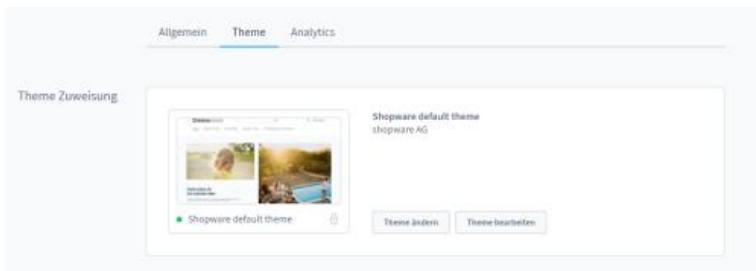 Allgemein Theme Analytics
Theme Zuweisung
Shopware default theme
shopware AG
Shopware default theme
Theme ändern Theme bearbeiten